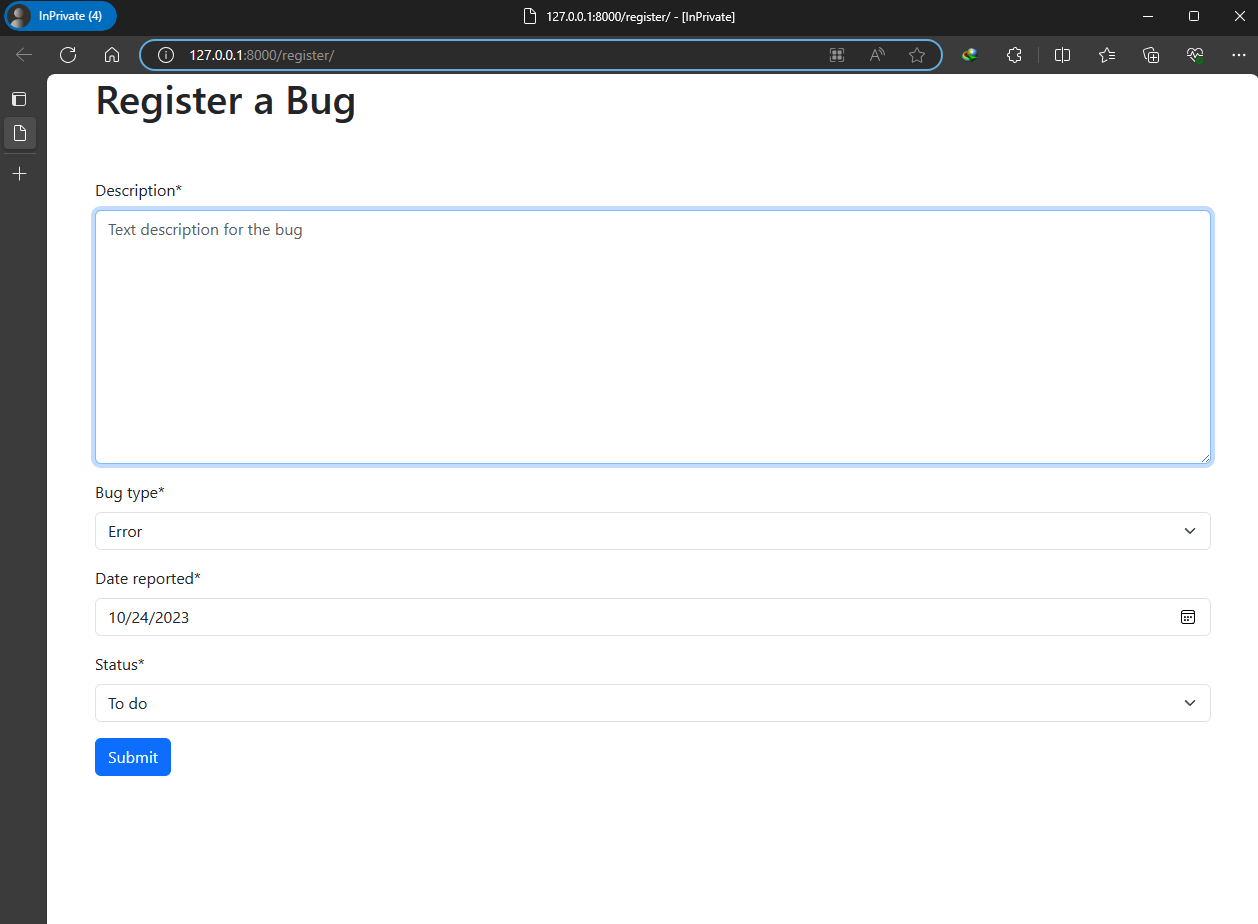 InPrivate (4)
127.0.0.1:8000/register/ - [InPrivate]
127.0.0.1:8000/register/
Register a Bug
Description*
Text description for the bug
Bug type*
Error
Date reported*
10/24/2023
Status*
To do
Submit